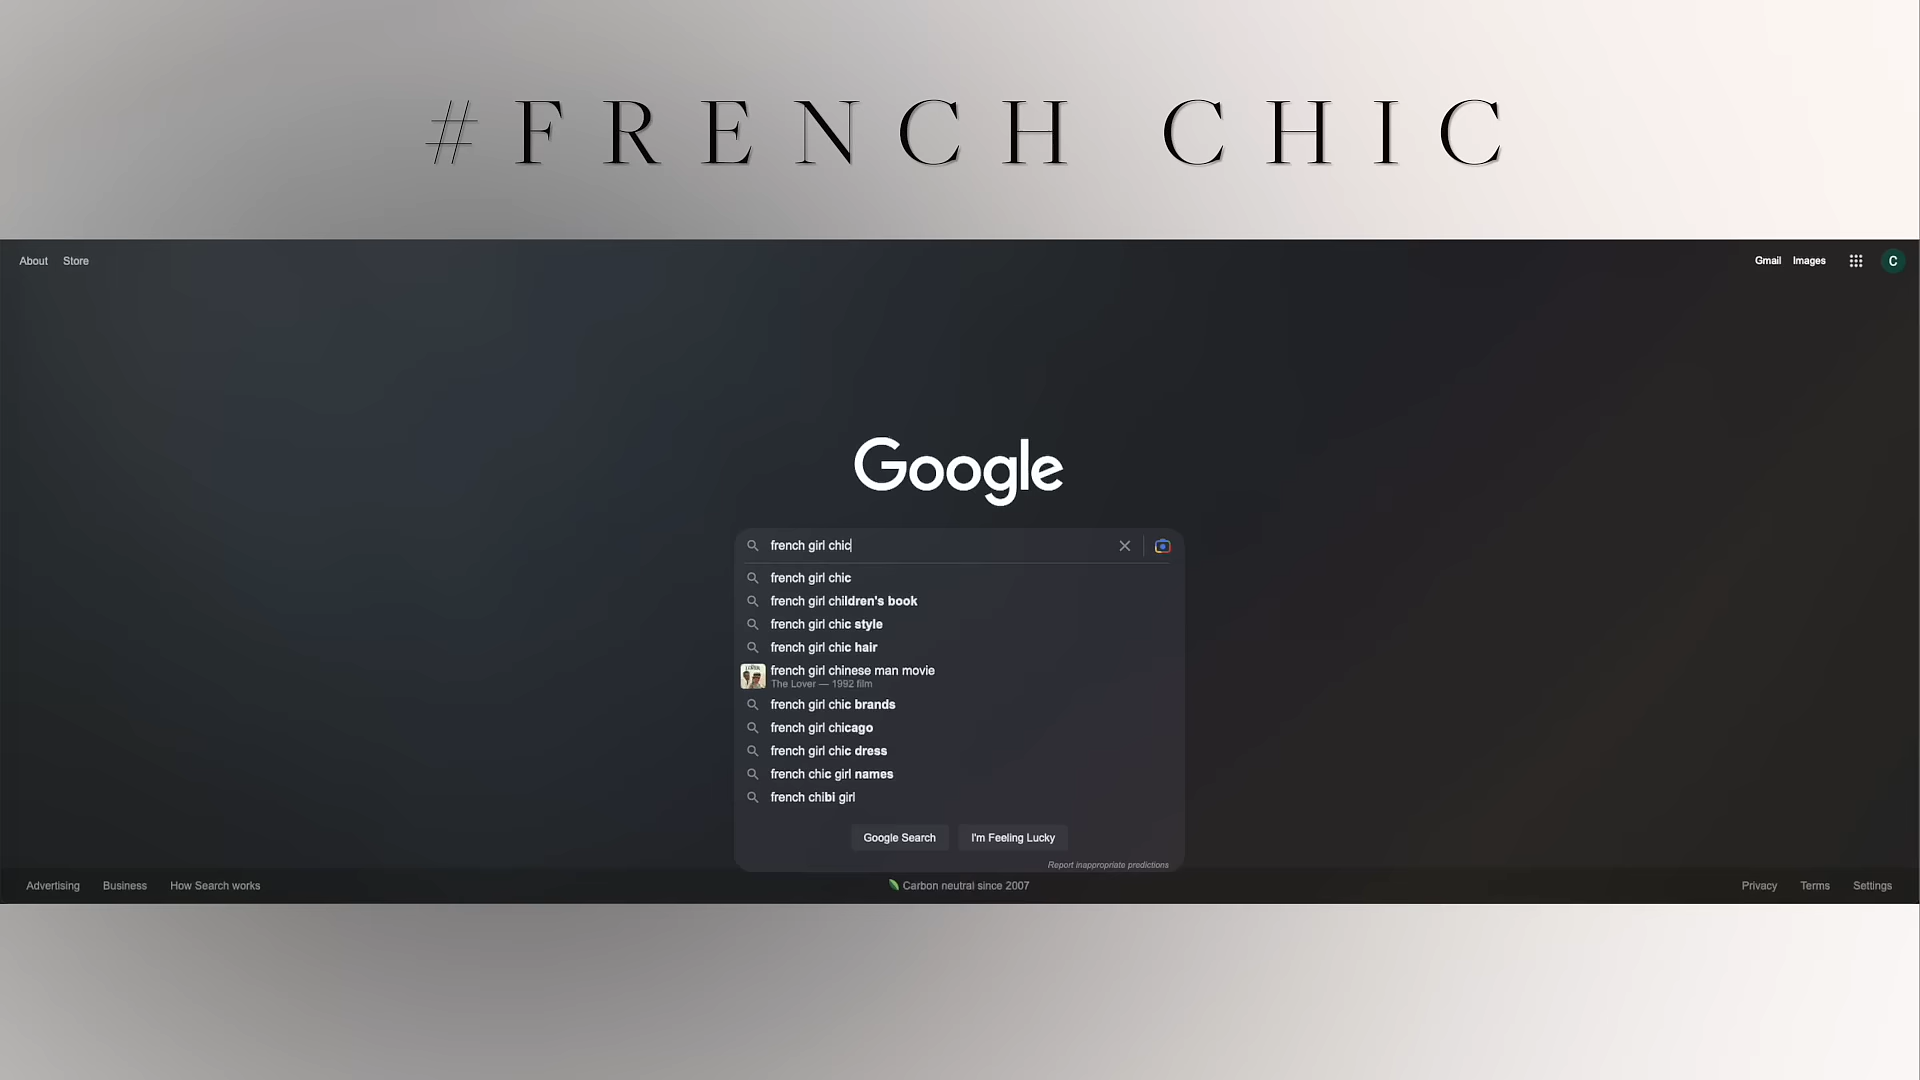 #FRENCH CHIC
About Store
Gmail Images
C
Google
french girl chic
french girl chic
french girl children's book
french girl chic style
french girl chic hair
french girl chinese man movie
The Lover — 1992 film
french girl chic brands
french girl chicago
french girl chic dress
french chic girl names
french chibi girl
Google Search I'm Feeling Lucky
Report inappropriate predictions
Advertising Business How Search works
Carbon neutral since 2007
Privacy Terms Settings